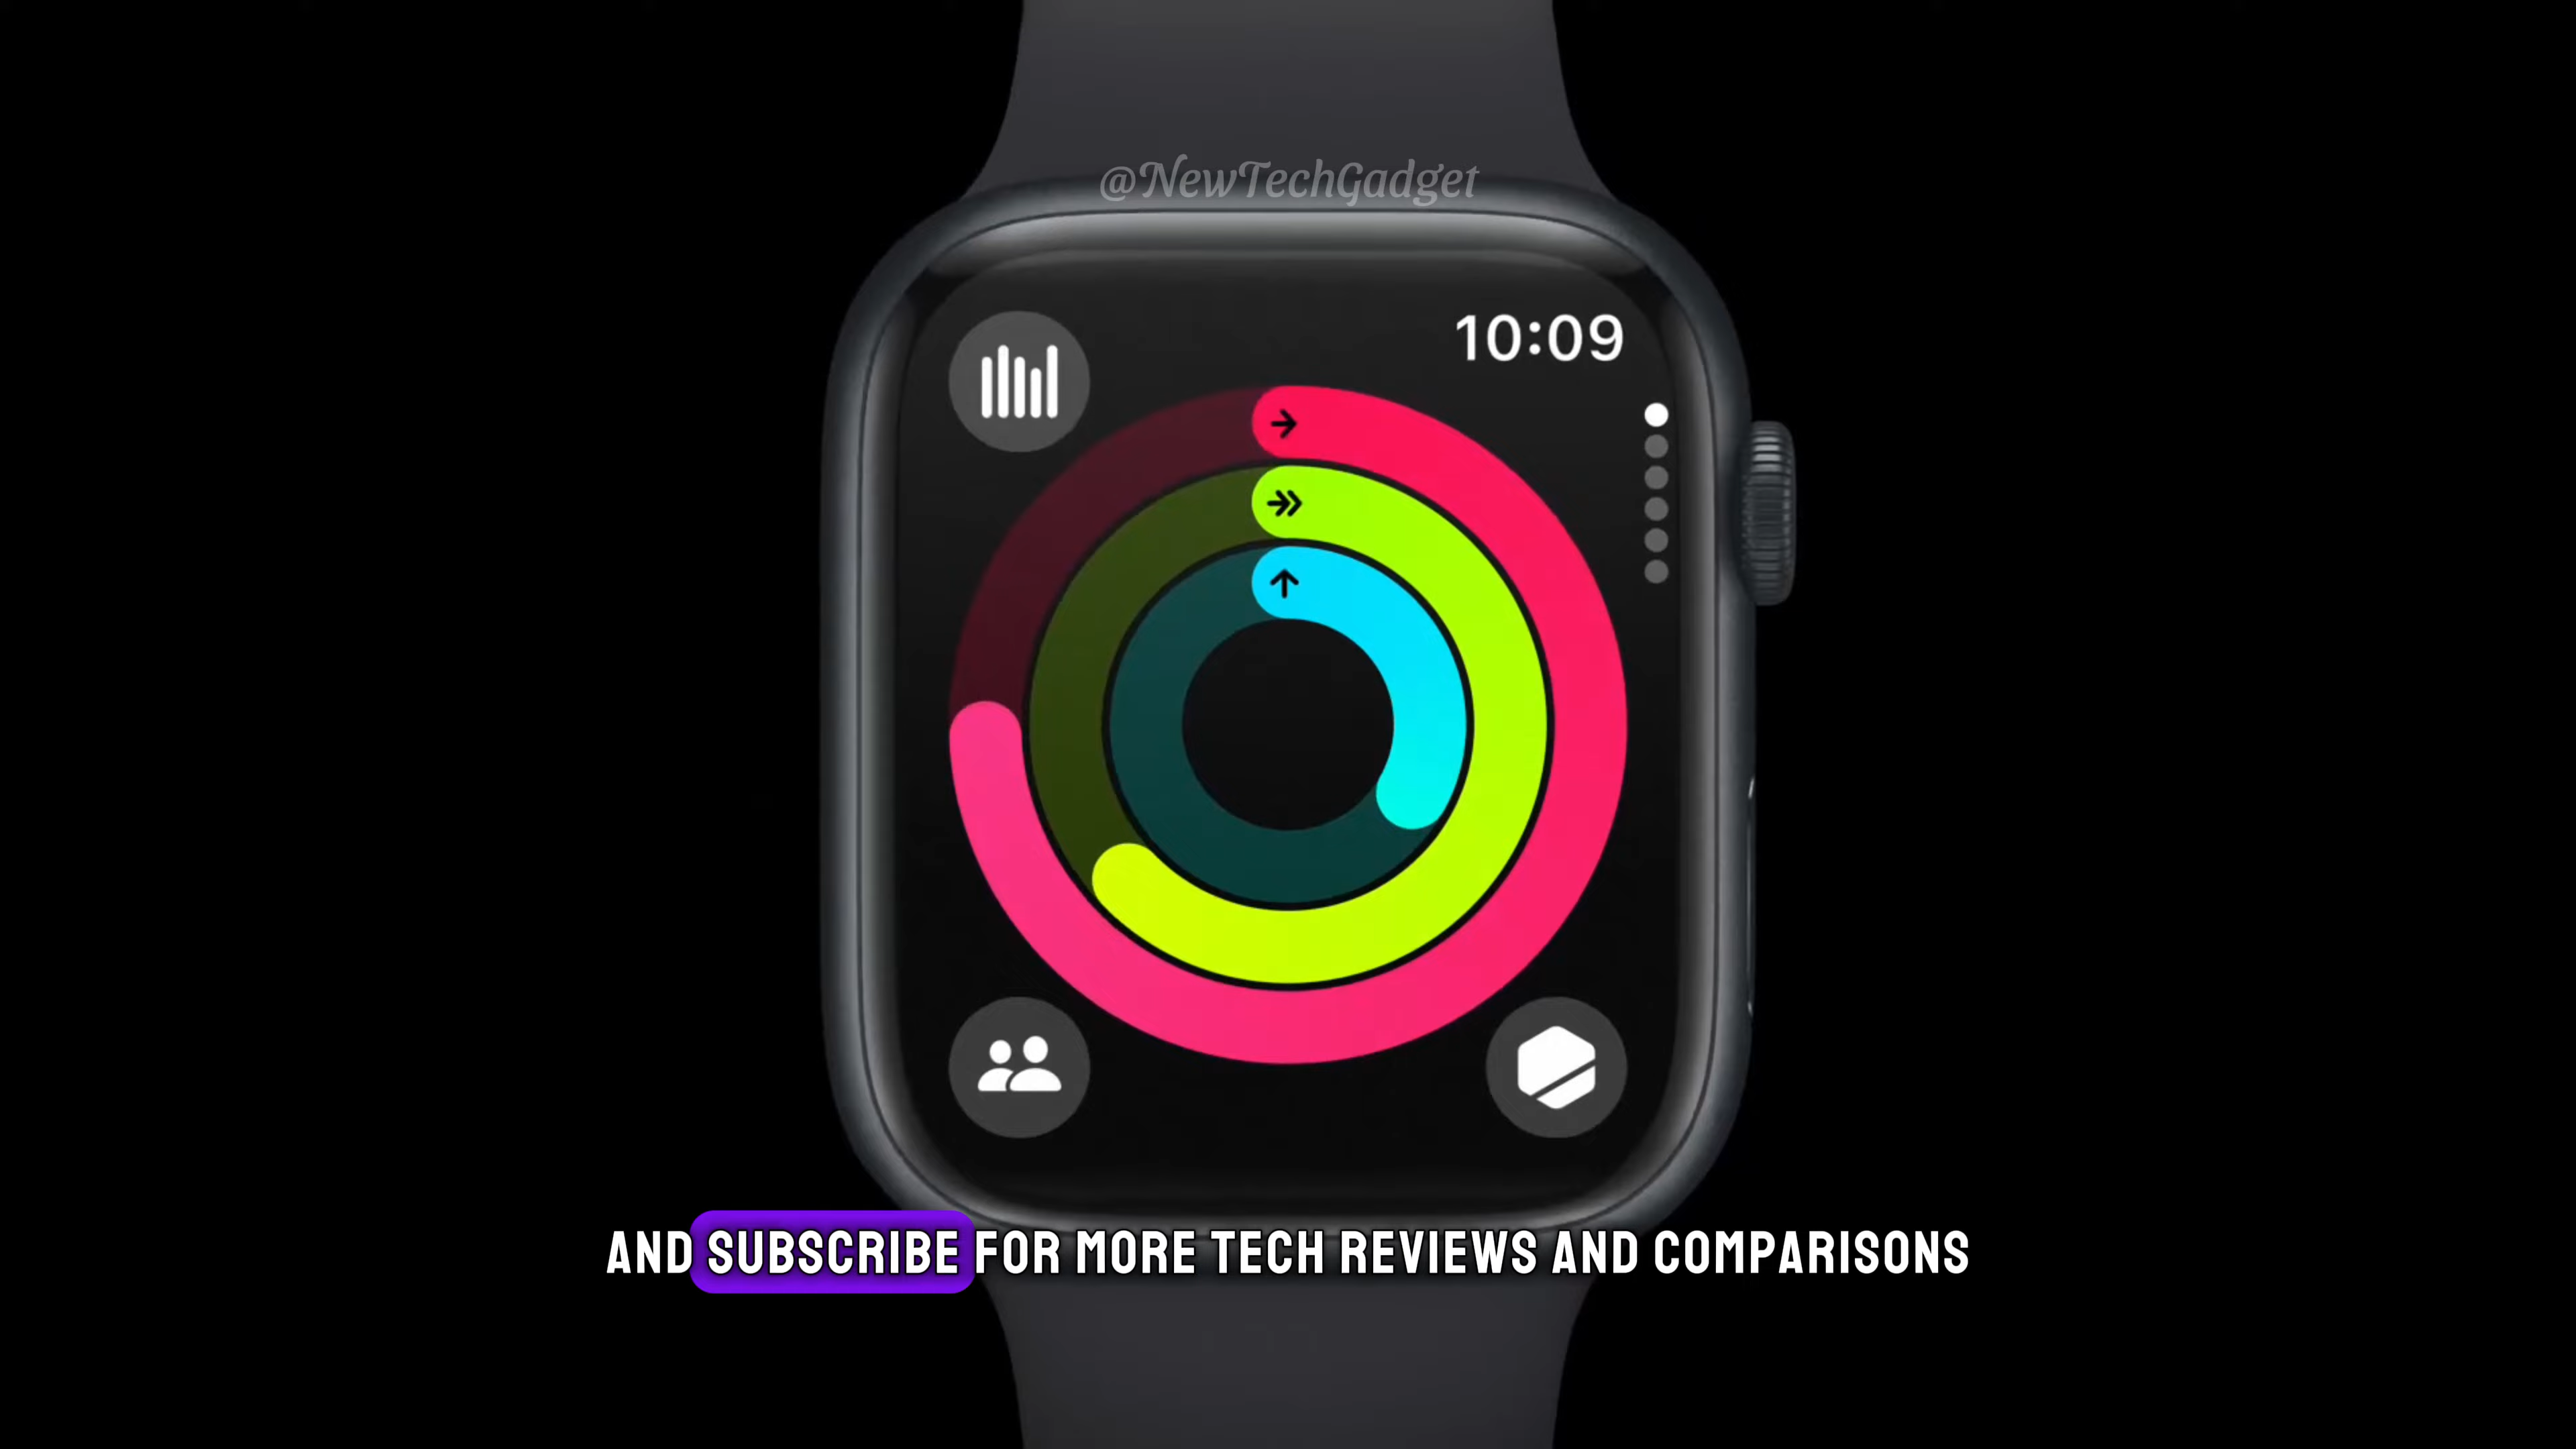 @NewTechGadget
10:09
AND SUBSCRIBE FOR MORE TECH REVIEWS AND COMPARISONS